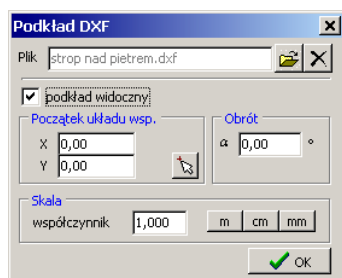 Podkład DXF
Plik strop nad pietrem.dxf
podkład widoczny
Początek układu wsp. Obrót
X 0,00 α 0,00 °
Y 0,00
Skala
współczynnik 1,000 m cm mm
OK